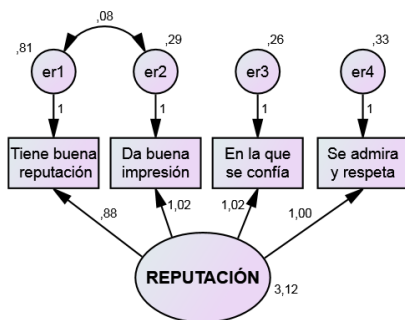 ,08
,81
,29
,26
,33
er1
er2
er3
er4
1
1
1
1
Tiene buena
reputación
Da buena
impresión
En la que
se confía
Se admira
y respeta
,88
1,02
1,02
1,00
REPUTACIÓN
3,12